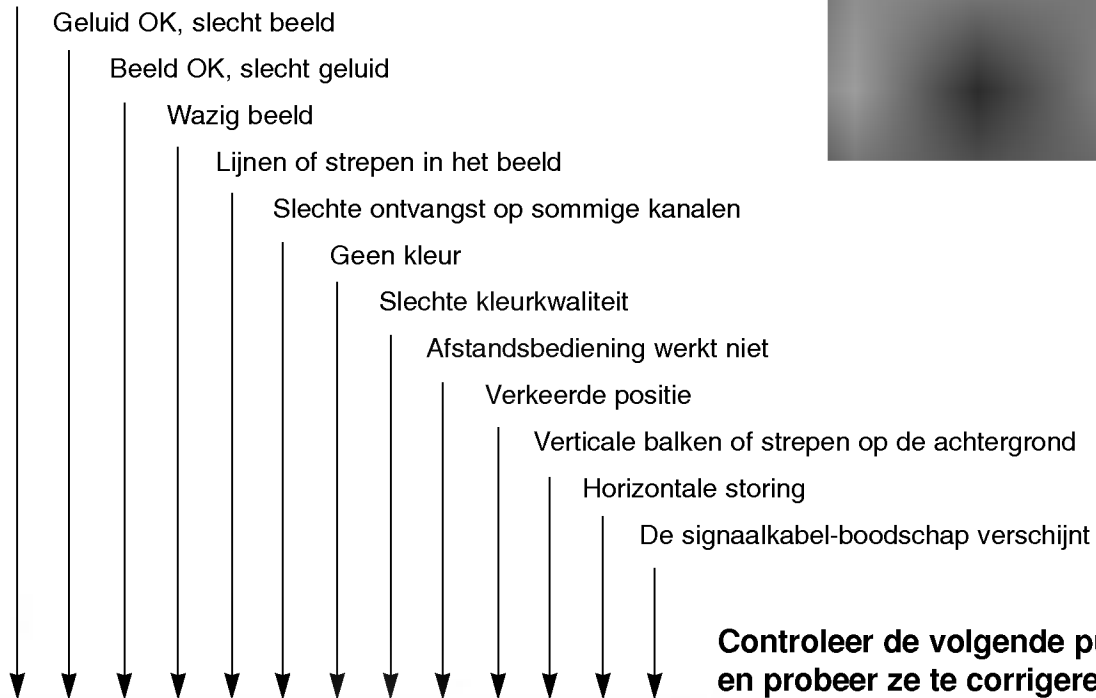 Geluid OK, slecht beeld
Beeld OK, slecht geluid
Wazig beeld
Lijnen of strepen in het beeld
Slechte ontvangst op sommige kanalen
Geen kleur
Slechte kleurkwaliteit
Afstandsbediening werkt niet
Verkeerde positie
Verticale balken of strepen op de achtergrond
Horizontale storing
De signaalkabel-boodschap verschijnt
Controleer de volgende
en probeer ze te